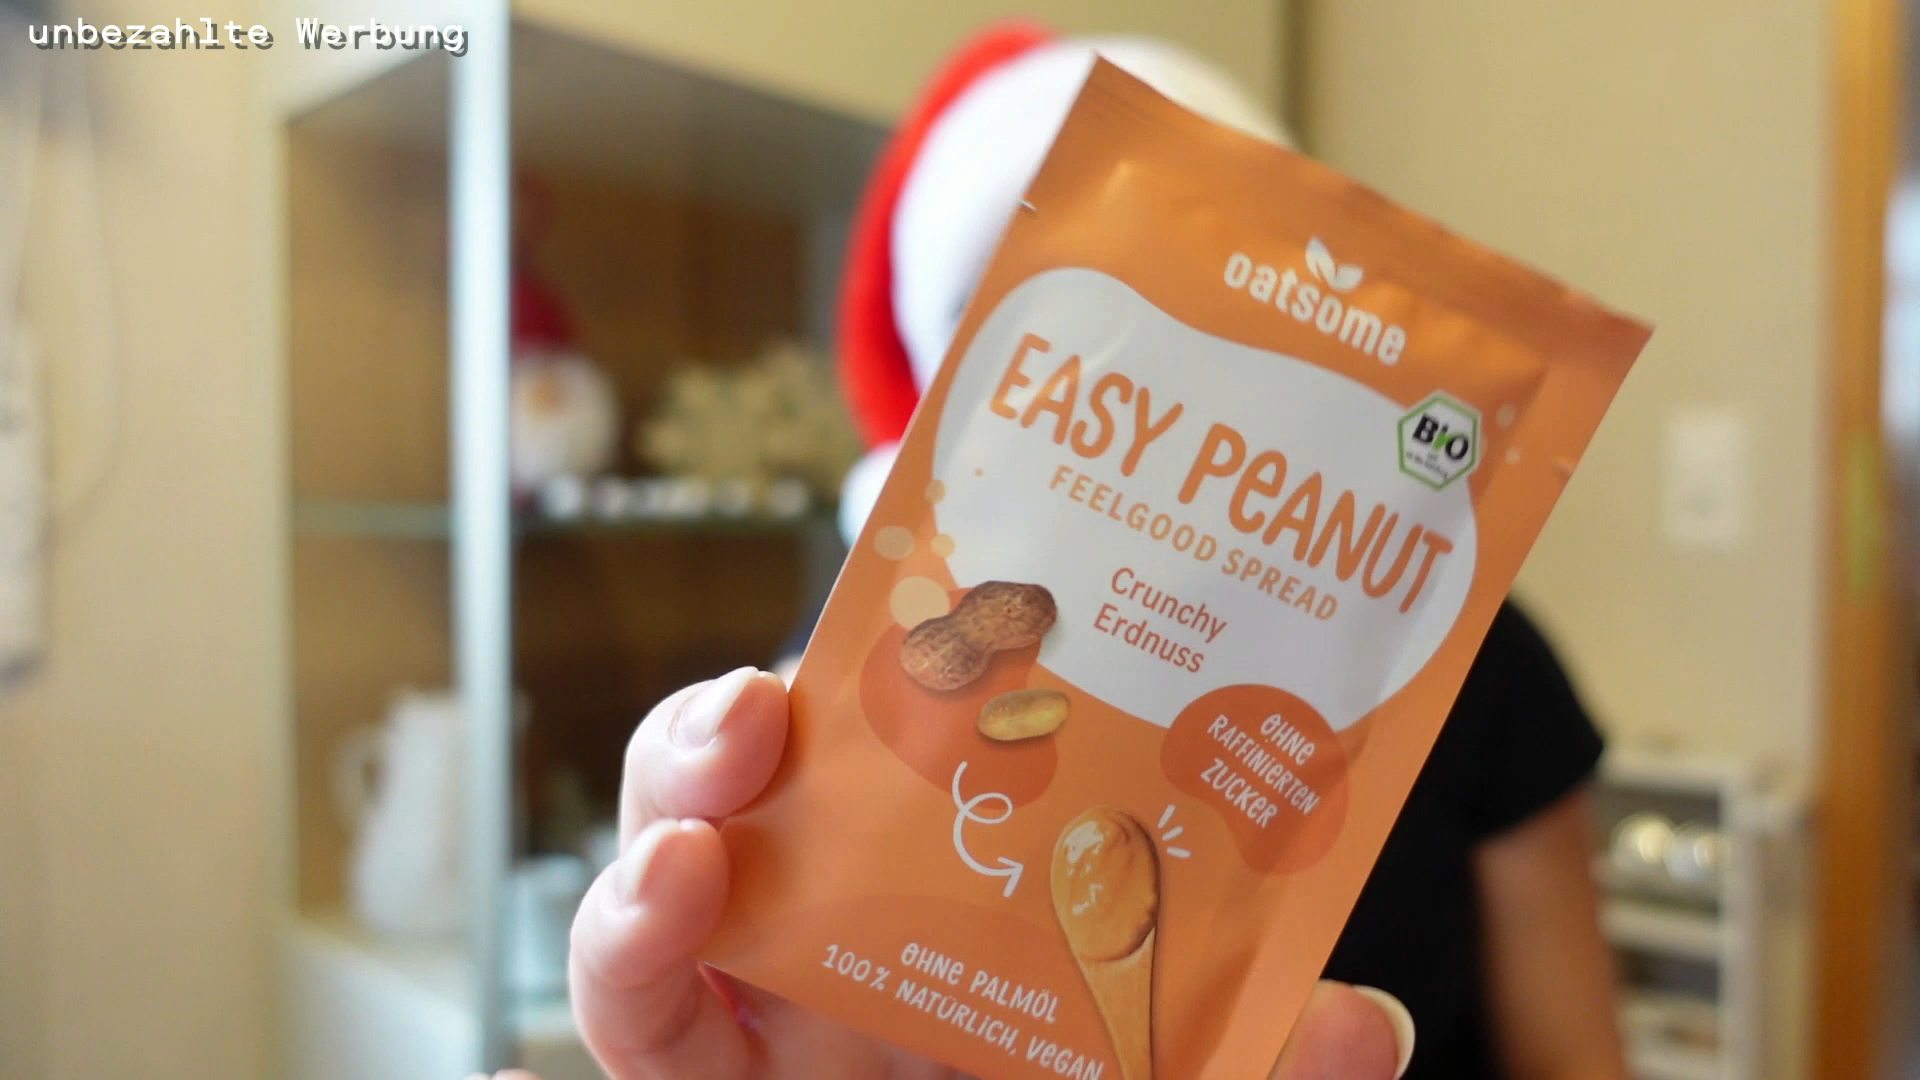 unbezahlte Werbung
oatsome
EASY PEANUT
FEELGOOD SPREAD
Crunchy
Erdnuss
BIO
OHNE
RAFFINIERTEN
ZUCKER
OHNE PALMÖL
100% NATÜRLICH, VEGAN